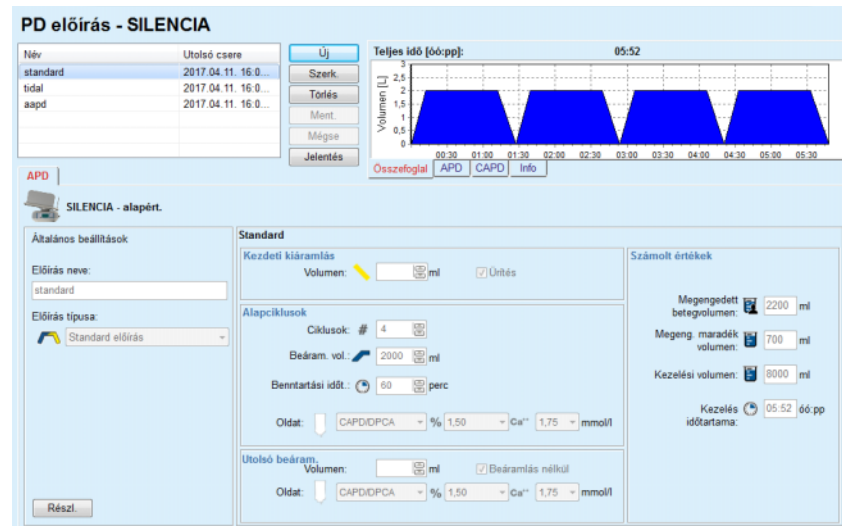 PD előírás - SILENCIA
Név Utolsó csere
standard 2017.04.11. 16:0...
tidal 2017.04.11. 16:0...
aapd 2017.04.11. 16:0...
Új
Szerk.
Törlés
Ment.
Mégse
Jelentés
Teljes idő [óó:pp]: 05:52
Volumen [L]
3
2,5
2
1,5
1
0,5
0
00:30 01:00 01:30 02:00 02:30 03:00 03:30 04:00 04:30 05:00 05:30
Összefoglal APD CAPD Info
APD
SILENCIA - alapért.
Általános beállítások
Előírás neve:
standard
Előírás típusa:
Standard előírás
Részl.
Standard
Kezdeti kiáramlás
Volumen: ml Ürítés
Alapciklusok
Ciklusok: # 4
Beáram. vol.: 2000 ml
Benntartási időt.: 60 perc
Oldat: CAPD/DPCA % 1,50 Ca⁺⁺ 1,75 mmol/l
Utolsó beáram.
Volumen: ml Beáramlás nélkül
Oldat: CAPD/DPCA % 1,50 Ca⁺⁺ 1,75 mmol/l
Számolt értékek
Megengedett
betegvolumen: 2200 ml
Megeng. maradék
volumen: 700 ml
Kezelési volumen: 8000 ml
Kezelés
időtartama: 05:52 óó:pp